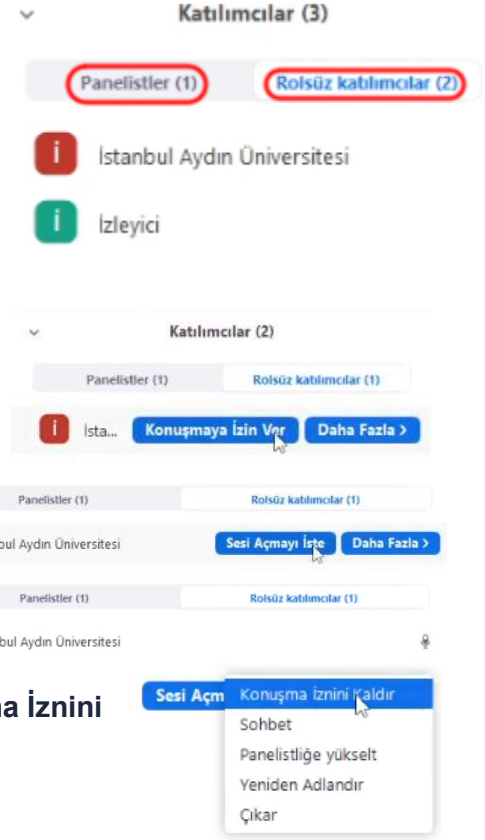 Katılımcılar (3)
Panelistler (1) Rolsüz katılımcılar (2)
İ İstanbul Aydın Üniversitesi
İ İzleyici
Katılımcılar (2)
Panelistler (1) Rolsüz katılımcılar (1)
İ İsta... Konuşmaya İzin Ver Daha Fazla >
Panelistler (1) Rolsüz katılımcılar (1)
bul Aydın Üniversitesi Sesi Açmayı İste Daha Fazla >
Panelistler (1) Rolsüz katılımcılar (1)
bul Aydın Üniversitesi
a İznini Sesi Açm Konuşma İznini Kaldır
Sohbet
Panelistliğe yükselt
Yeniden Adlandır
Çıkar